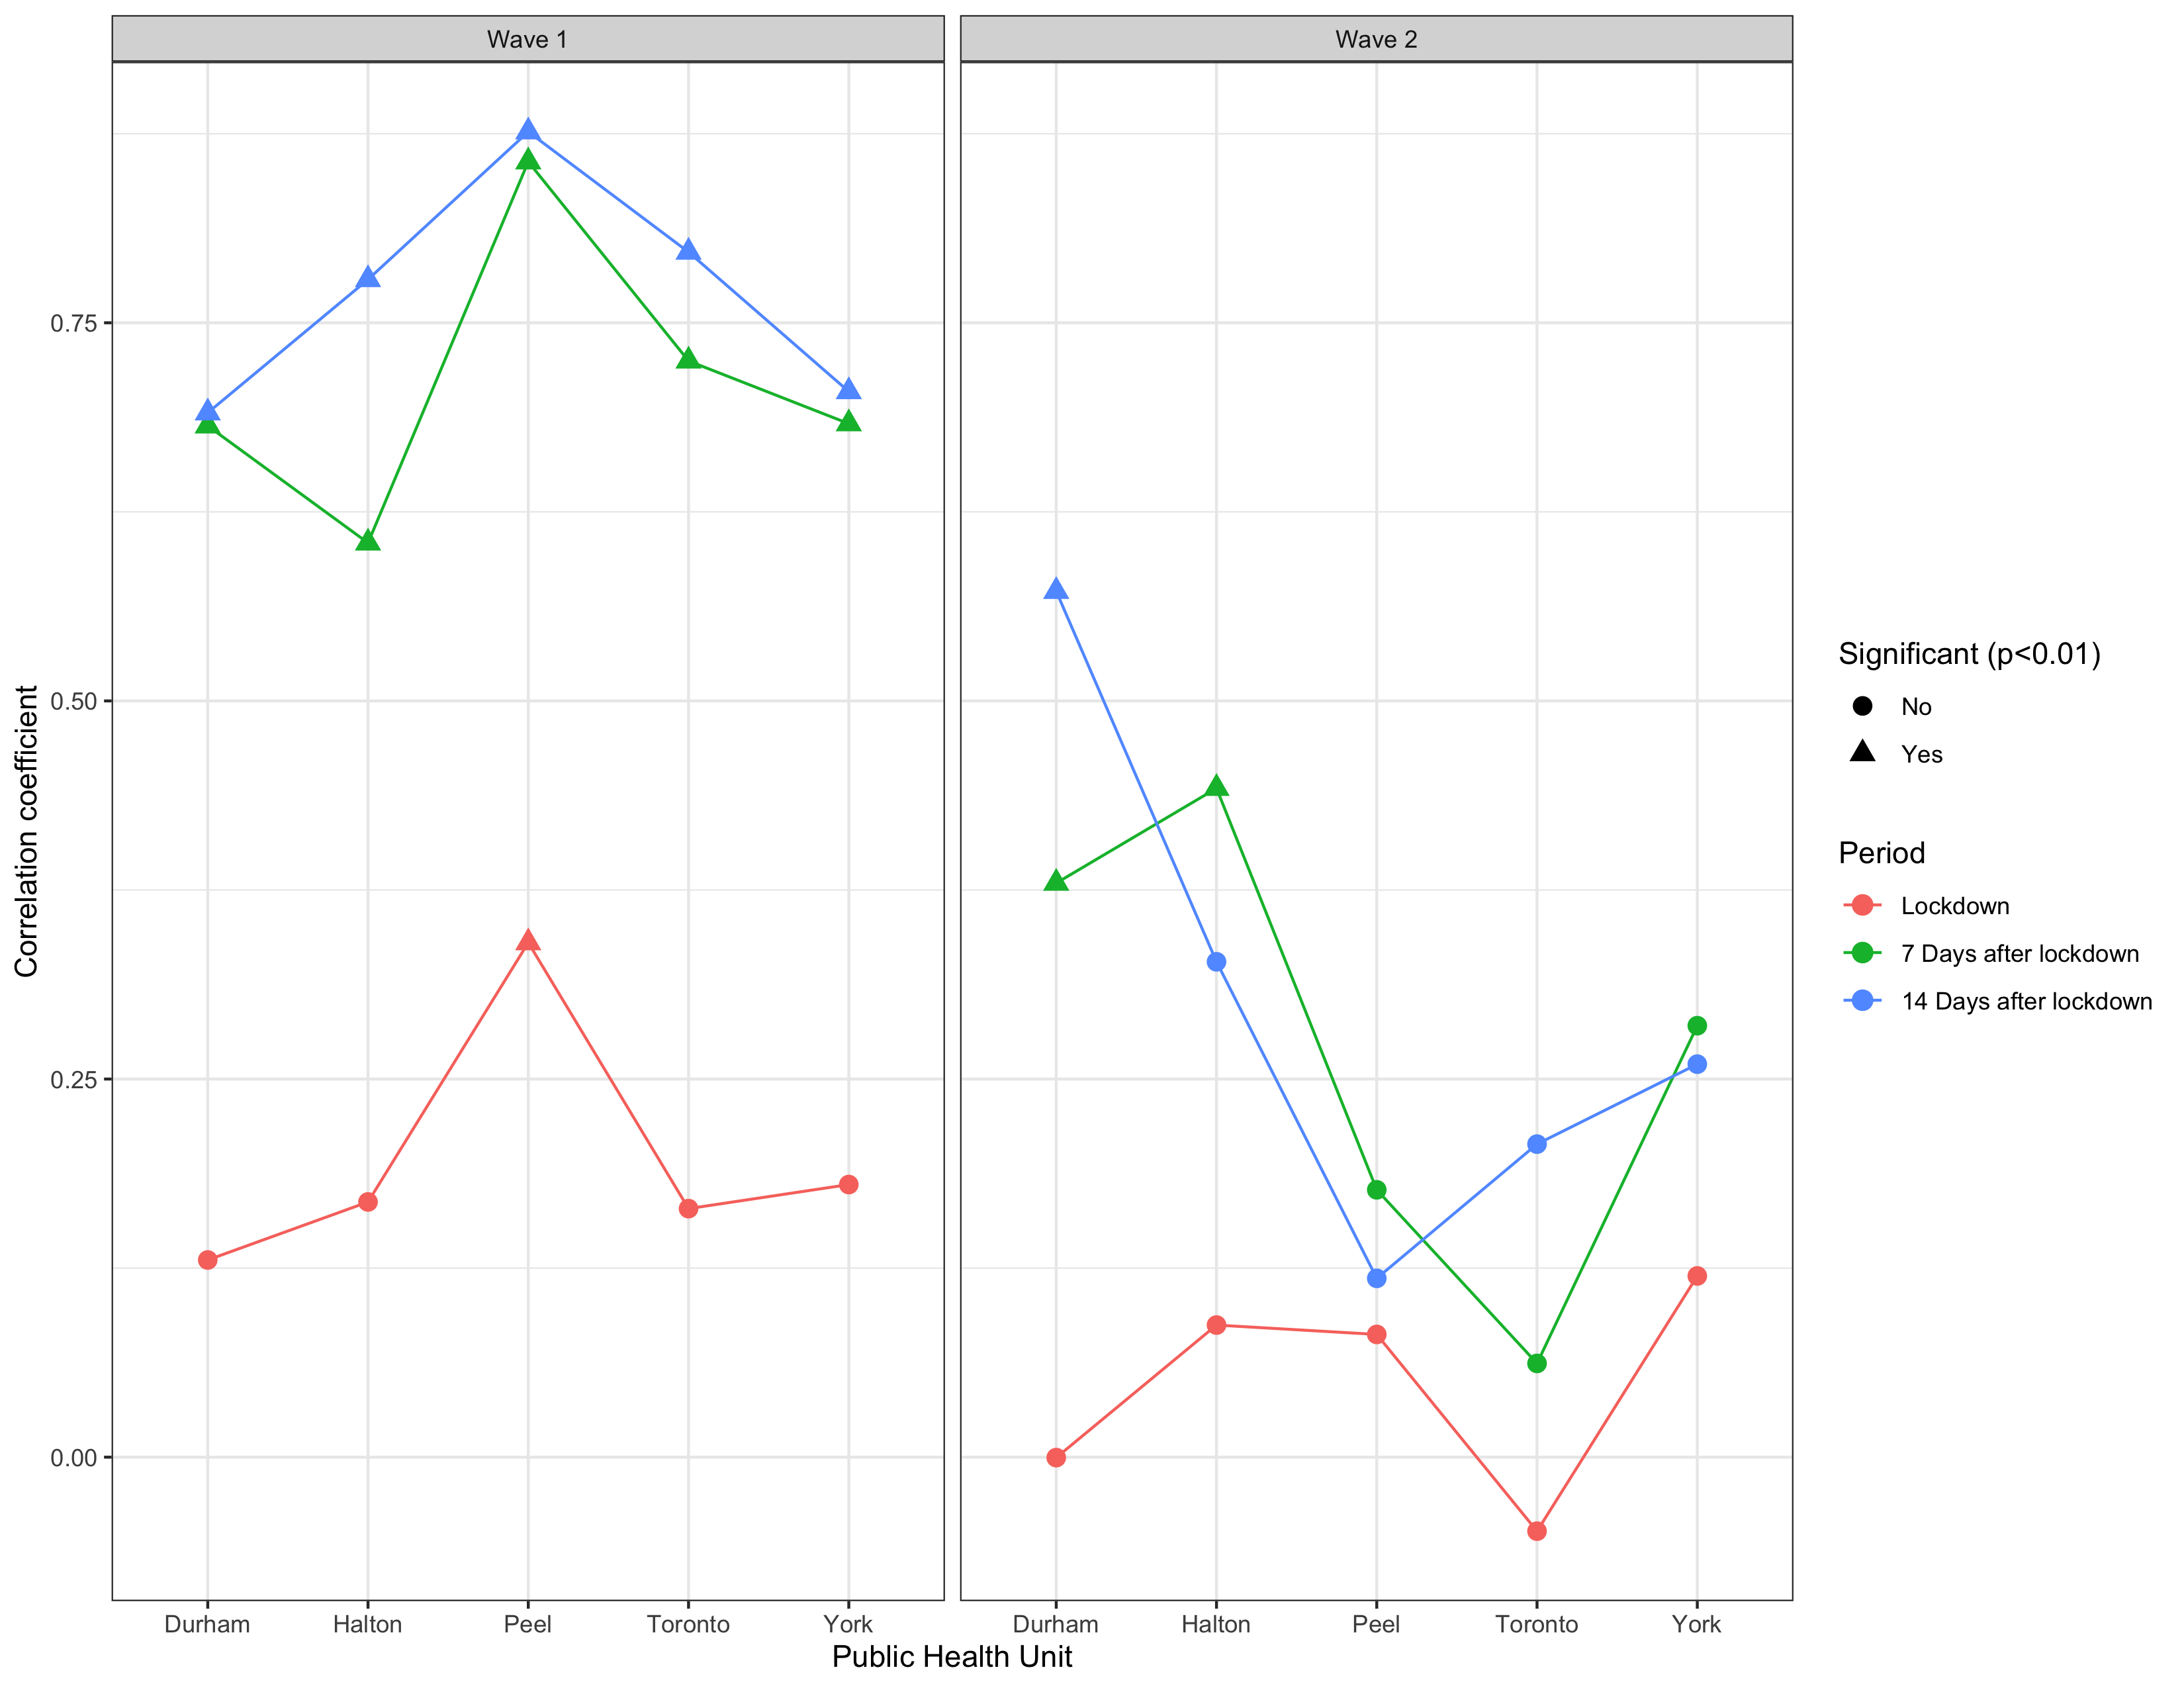 Wave 1
Wave 2
0.75
0.50
0.25
0.00
Correlation coefficient
Durham Halton Peel Toronto York
Durham Halton Peel Toronto York
Public Health Unit
Significant (p<0.01)
No
Yes
Period
Lockdown
7 Days after lockdown
14 Days after lockdown